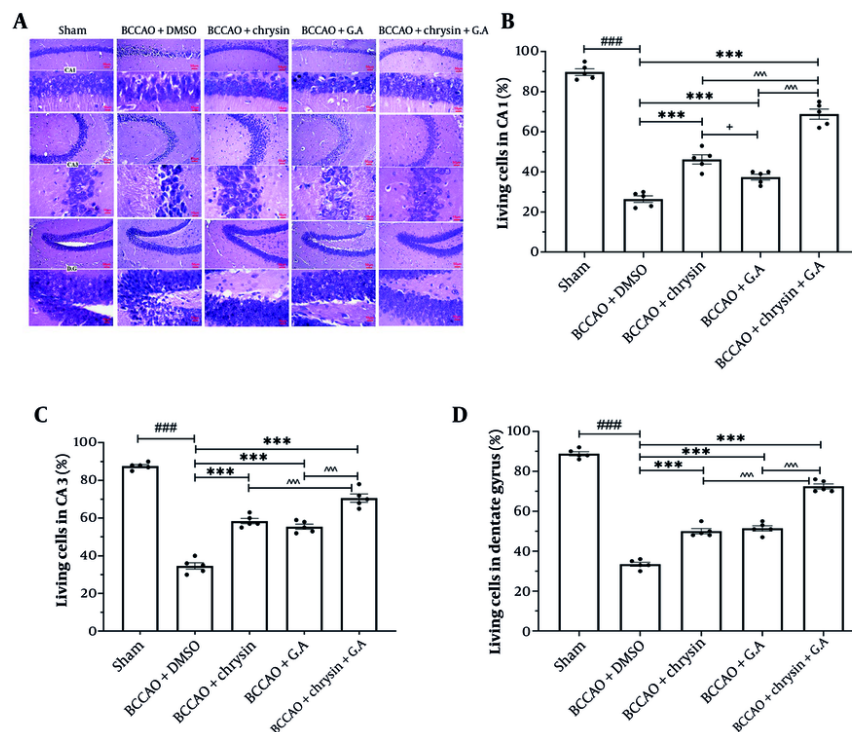 A
Sham
BCCAO + DMSO
BCCAO + chrysin
BCCAO + G.A
BCCAO + chrysin + G.A
CA1
CA3
D.G
B
Living cells in CA 1 (%)
100
80
60
40
20
0
###
***
^^^
***
^^^
***
+
Sham
BCCAO + DMSO
BCCAO + chrysin
BCCAO + G.A
BCCAO + chrysin + G.A
C
Living cells in CA 3 (%)
100
80
60
40
20
0
###
***
***
***
^^^
^^^
Sham
BCCAO + DMSO
BCCAO + chrysin
BCCAO + G.A
BCCAO + chrysin + G.A
D
Living cells in dentate gyrus (%)
100
80
60
40
20
0
###
***
***
***
^^^
^^^
Sham
BCCAO + DMSO
BCCAO + chrysin
BCCAO + G.A
BCCAO + chrysin + G.A